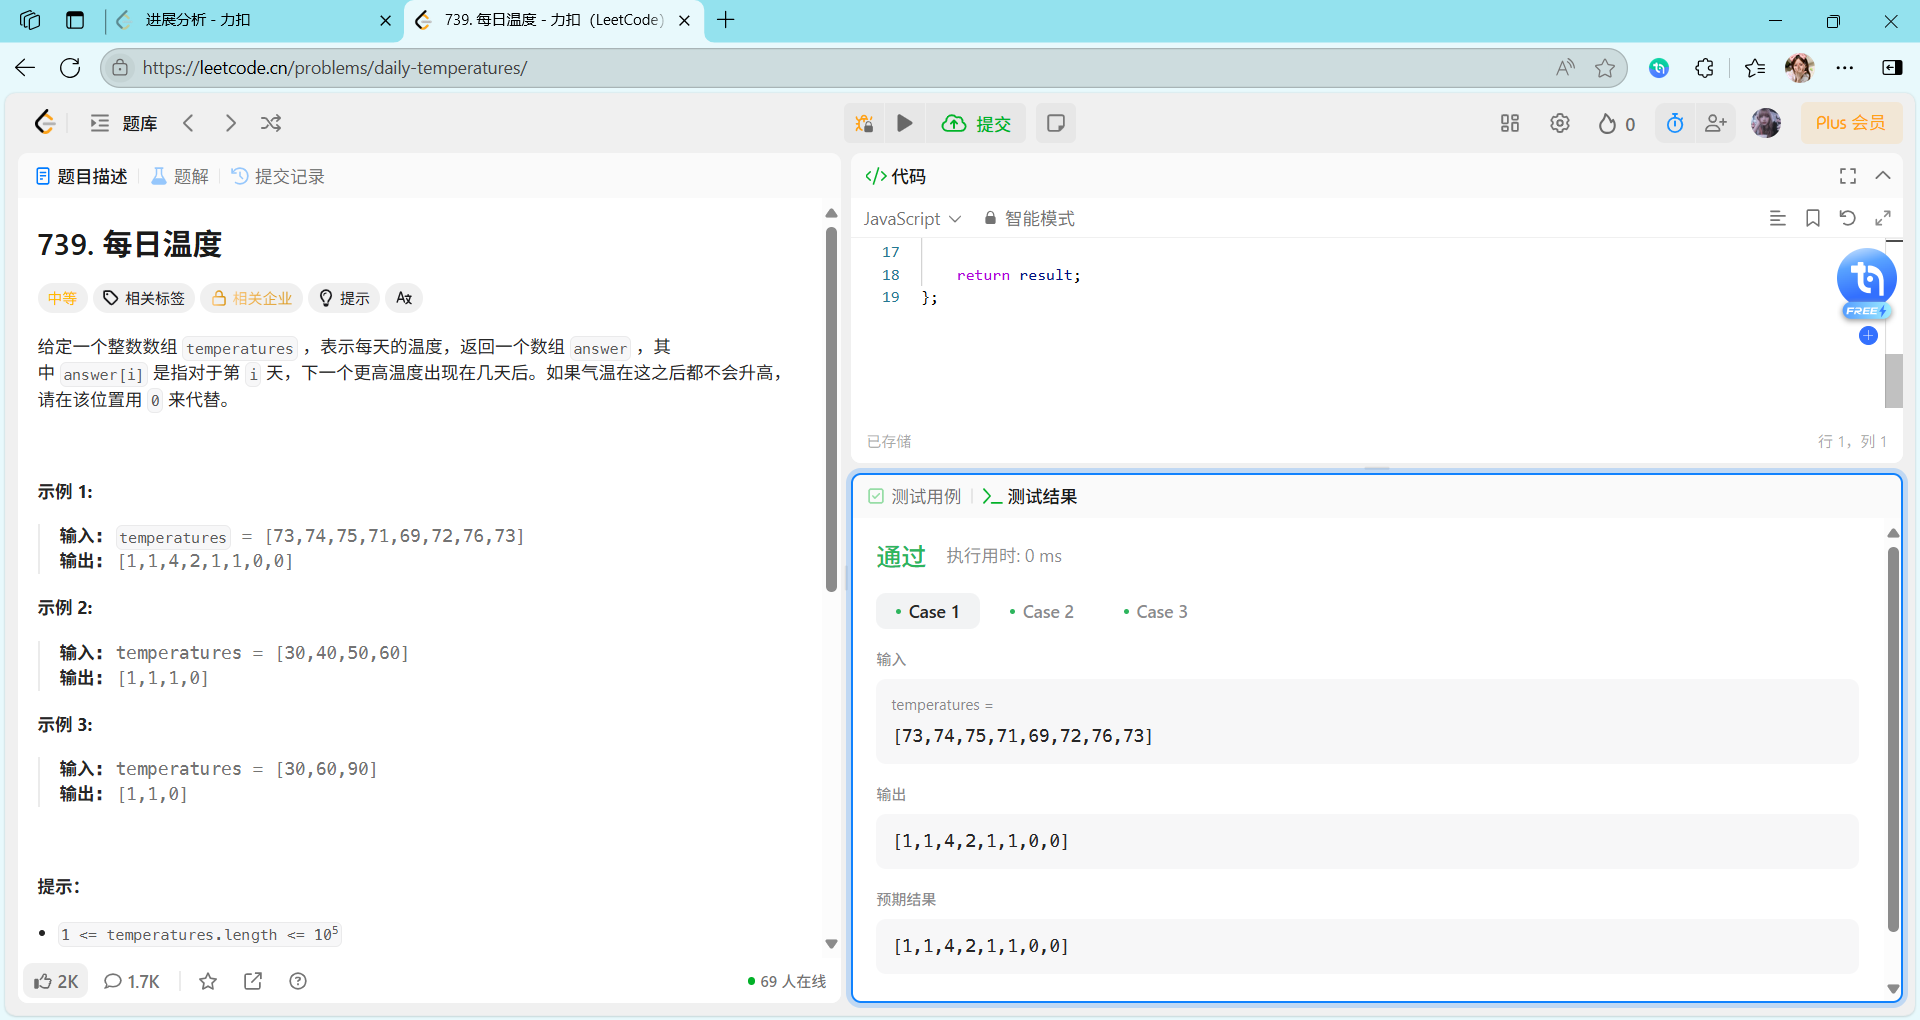 进展分析 - 力扣
739. 每日温度 - 力扣（LeetCode）
https://leetcode.cn/problems/daily-temperatures/
题库
提交
0
Plus 会员
题目描述
题解
提交记录
739. 每日温度
中等
相关标签
相关企业
提示
给定一个整数数组 temperatures ，表示每天的温度，返回一个数组 answer ，其
中 answer[i] 是指对于第 i 天，下一个更高温度出现在几天后。如果气温在这之后都不会升高，
请在该位置用 0 来代替。
示例 1:
输入: temperatures = [73,74,75,71,69,72,76,73]
输出: [1,1,4,2,1,1,0,0]
示例 2:
输入: temperatures = [30,40,50,60]
输出: [1,1,1,0]
示例 3:
输入: temperatures = [30,60,90]
输出: [1,1,0]
提示：
1 <= temperatures.length <= 10⁵
2K
1.7K
69 人在线
代码
JavaScript
智能模式
17
18 return result;
19 };
FREE
已存储
行 1，列 1
测试用例
测试结果
通过
执行用时: 0 ms
Case 1
Case 2
Case 3
输入
temperatures =
[73,74,75,71,69,72,76,73]
输出
[1,1,4,2,1,1,0,0]
预期结果
[1,1,4,2,1,1,0,0]